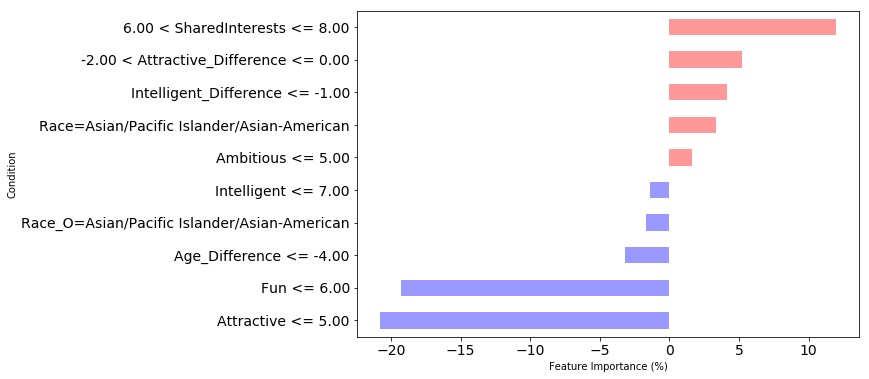 6.00 < SharedInterests <= 8.00
-2.00 < Attractive_Difference <= 0.00
Intelligent_Difference <= -1.00
Race=Asian/Pacific Islander/Asian-American
Ambitious <= 5.00
Intelligent <= 7.00
Race_O=Asian/Pacific Islander/Asian-American
Age_Difference <= -4.00
Fun <= 6.00
Attractive <= 5.00
Condition
−20 −15 −10 −5 0 5 10
Feature Importance (%)